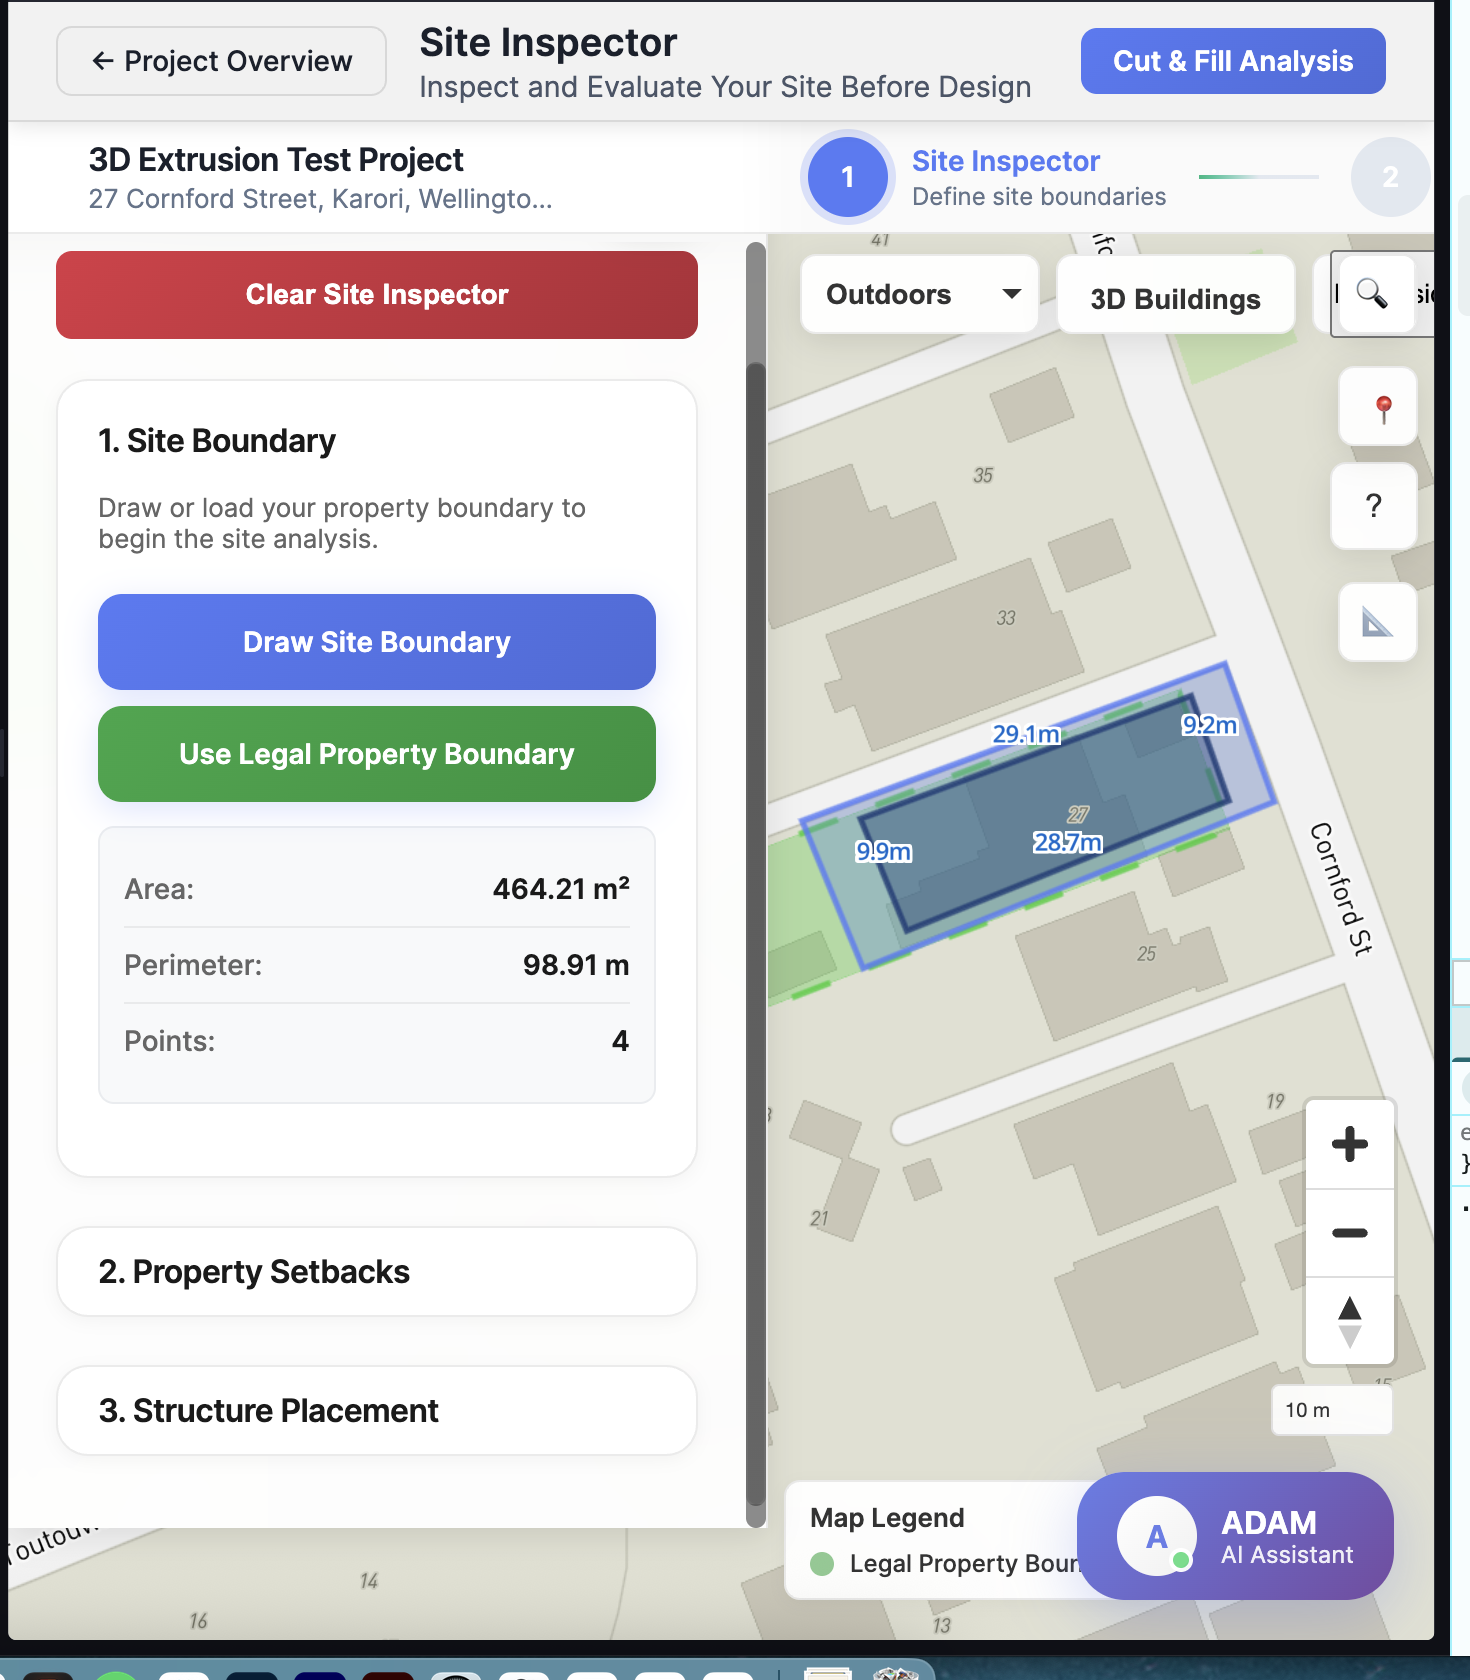 ← Project Overview
Site Inspector
Inspect and Evaluate Your Site Before Design
Cut & Fill Analysis
3D Extrusion Test Project
27 Cornford Street, Karori, Wellingto...
1
Site Inspector
Define site boundaries
2
Clear Site Inspector
1. Site Boundary
Draw or load your property boundary to
begin the site analysis.
Draw Site Boundary
Use Legal Property Boundary
Area:
464.21 m²
Perimeter:
98.91 m
Points:
4
2. Property Setbacks
3. Structure Placement
Outdoors
3D Buildings
?
41
35
33
29.1m
9.2m
27
28.7m
9.9m
25
Cornford St
19
21
10 m
Map Legend
Legal Property Boun
A
ADAM
AI Assistant
14
16
13